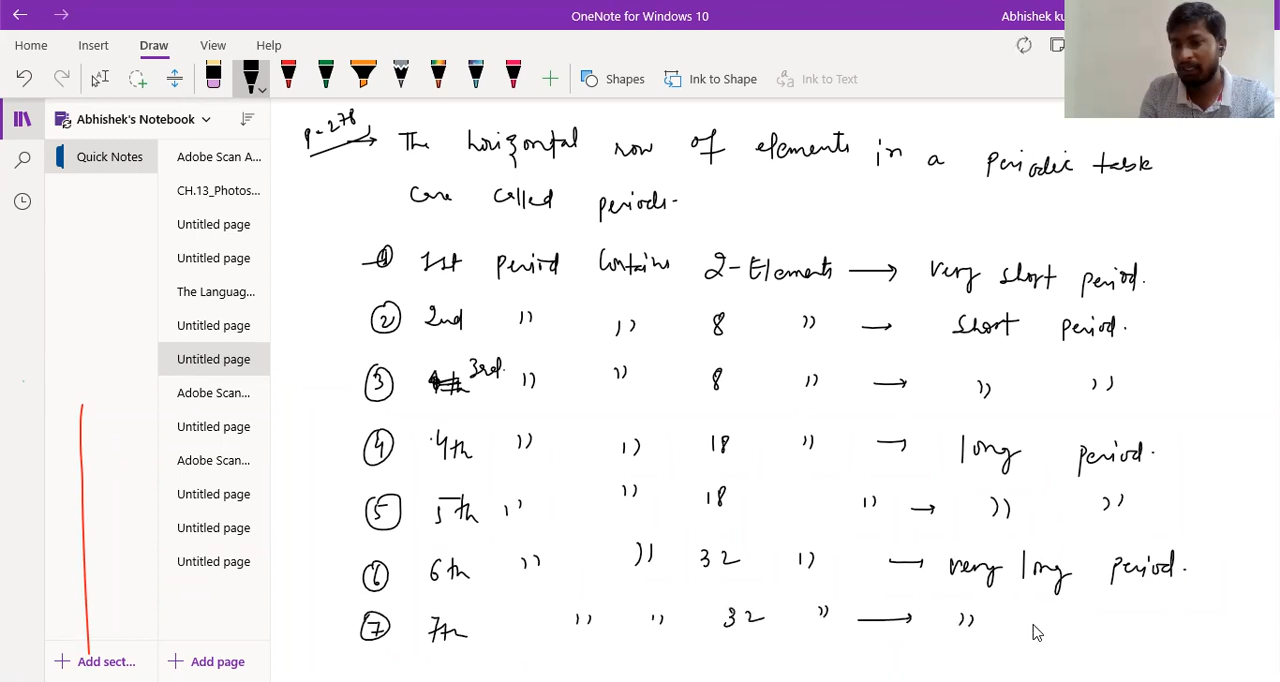 OneNote for Windows 10
Abhishek ku
Home Insert Draw View Help
Shapes Ink to Shape Ink to Text
Abhishek's Notebook
Quick Notes
Adobe Scan A...
CH.13_Photos...
Untitled page
Untitled page
The Languag...
Untitled page
Untitled page
Adobe Scan...
Untitled page
Adobe Scan...
Untitled page
Untitled page
Untitled page
+ Add sect...
+ Add page
P-278
→ The horizontal row of elements in a periodic table
are called periods.
① 1st period contains 2-Elements → very short period.
② 2nd '' '' 8 '' → short period.
③ 3rd '' '' 8 '' → '' ''
④ 4th '' '' 18 '' → long period.
⑤ 5th '' '' 18 '' → '' ''
⑥ 6th '' '' 32 '' → very long period.
⑦ 7th '' '' 32 '' → ''